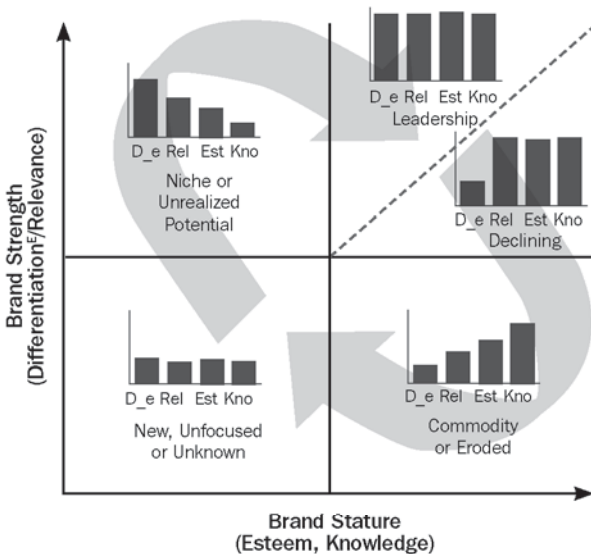 Brand Strength
(Differentiationᴱ/Relevance)
D_e Rel Est Kno
Niche or
Unrealized
Potential
D_e Rel Est Kno
Leadership
D_e Rel Est Kno
Declining
D_e Rel Est Kno
New, Unfocused
or Unknown
D_e Rel Est Kno
Commodity
or Eroded
Brand Stature
(Esteem, Knowledge)